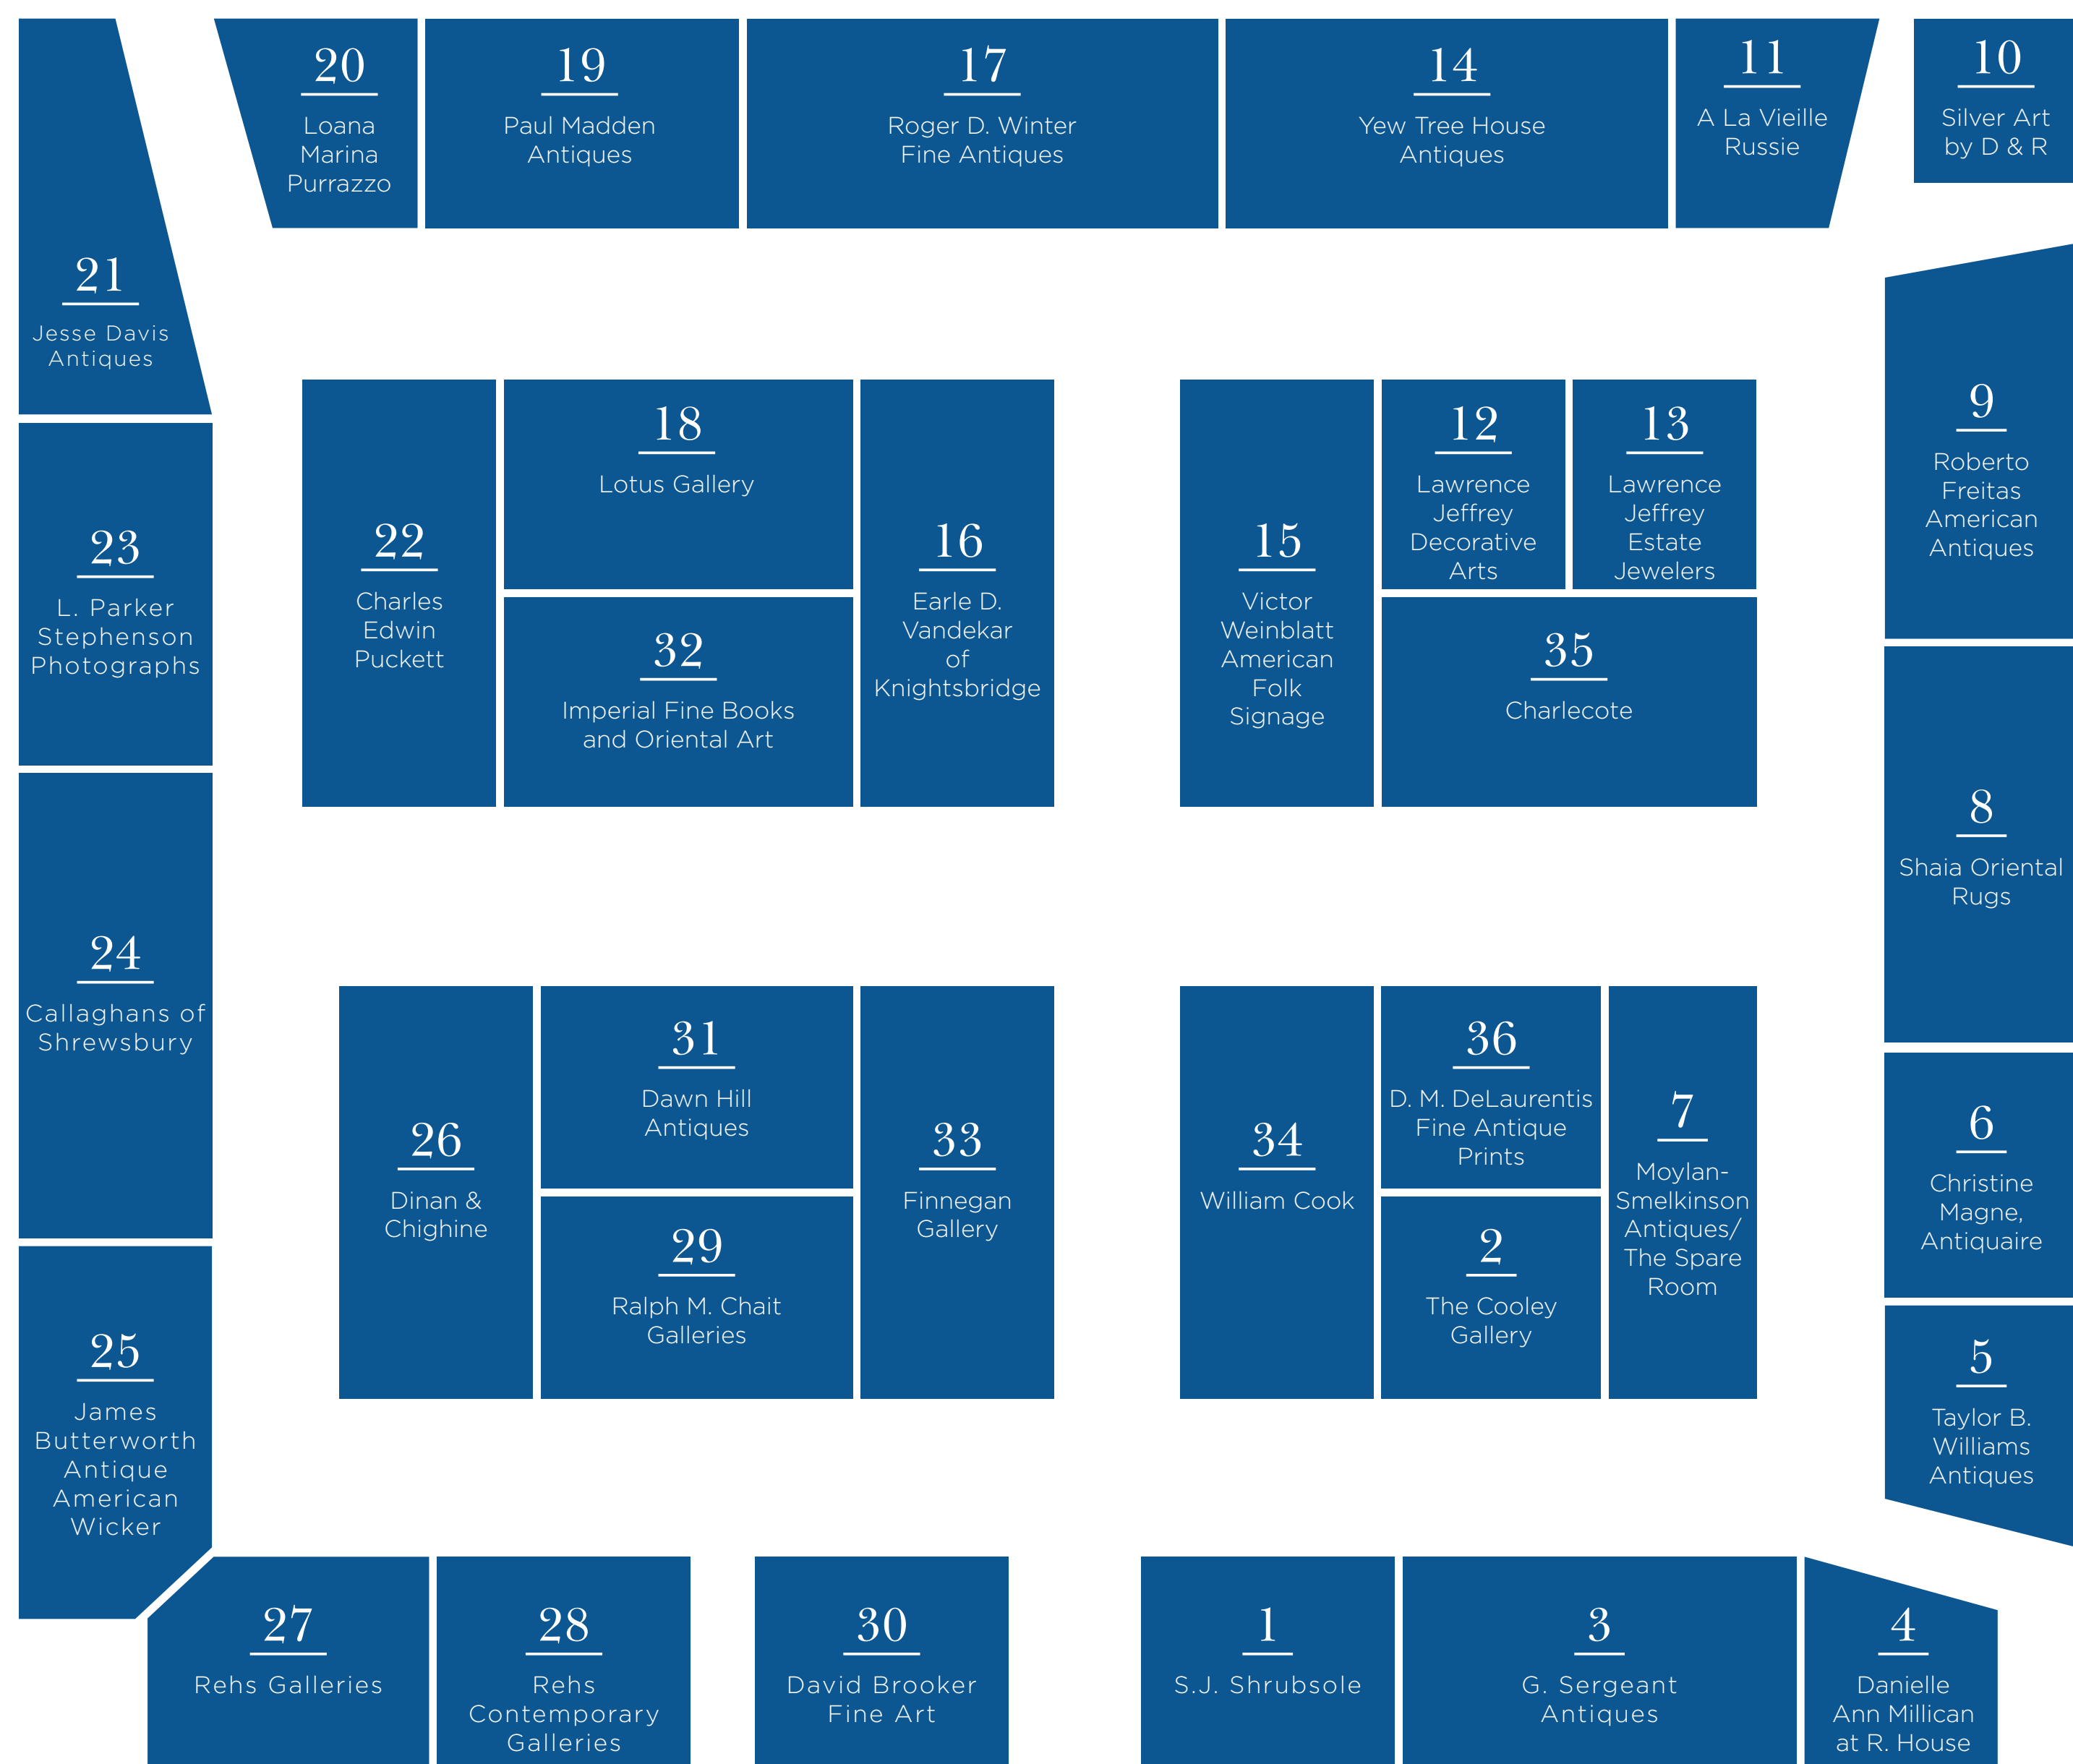 20
Loana
Marina
Purrazzo
19
Paul Madden
Antiques
17
Roger D. Winter
Fine Antiques
14
Yew Tree House
Antiques
11
A La Vieille
Russie
10
Silver Art
by D & R
21
Jesse Davis
Antiques
22
Charles
Edwin
Puckett
18
Lotus Gallery
32
Imperial Fine Books
and Oriental Art
16
Earle D.
Vandekar
of
Knightsbridge
15
Victor
Weinblatt
American
Folk
Signage
12
Lawrence
Jeffrey
Decorative
Arts
13
Lawrence
Jeffrey
Estate
Jewelers
35
Charlecote
9
Roberto
Freitas
American
Antiques
23
L. Parker
Stephenson
Photographs
8
Shaia Oriental
Rugs
24
Callaghans of
Shrewsbury
26
Dinan &
Chighine
31
Dawn Hill
Antiques
29
Ralph M. Chait
Galleries
33
Finnegan
Gallery
34
William Cook
36
D. M. DeLaurentis
Fine Antique
Prints
2
The Cooley
Gallery
7
Moylan-
Smelkinson
Antiques/
The Spare
Room
6
Christine
Magne,
Antiquaire
25
James
Butterworth
Antique
American
Wicker
5
Taylor B.
Williams
Antiques
27
Rehs Galleries
28
Rehs
Contemporary
Galleries
30
David Brooker
Fine Art
1
S.J. Shrubsole
3
G. Sergeant
Antiques
4
Danielle
Ann Millican
at R. House